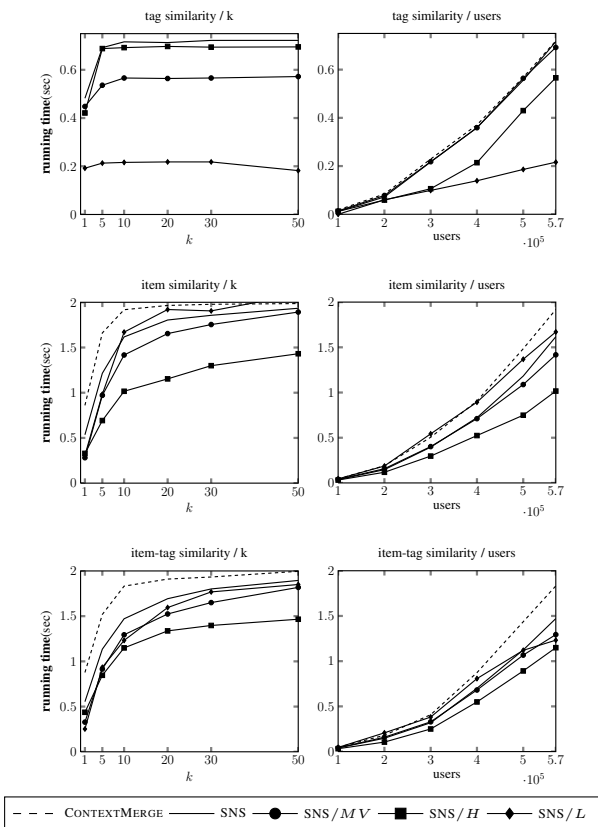 tag similarity / k
tag similarity / users
0.6
0.4
0.2
0
running time(sec)
1 5 10 20 30 50
k
0.6
0.4
0.2
0
1 2 3 4 5 5.7
users
·10⁵
item similarity / k
item similarity / users
2
1.5
1
0.5
0
running time(sec)
1 5 10 20 30 50
k
2
1.5
1
0.5
0
1 2 3 4 5 5.7
users
·10⁵
item-tag similarity / k
item-tag similarity / users
2
1.5
1
0.5
0
running time(sec)
1 5 10 20 30 50
k
2
1.5
1
0.5
0
1 2 3 4 5 5.7
users
·10⁵
CONTEXTMERGE SNS SNS/MV SNS/H SNS/L